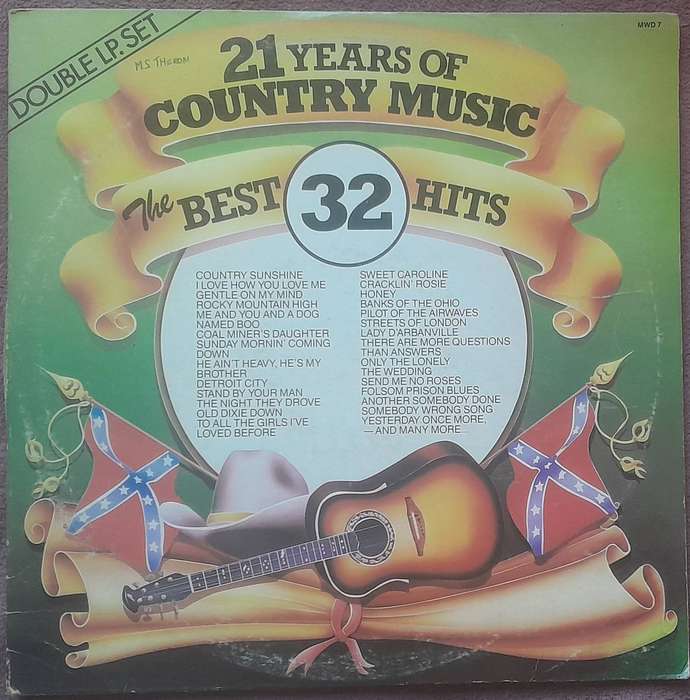 DOUBLE LP. SET
M.S. THERON
MWD 7
21 YEARS OF
COUNTRY MUSIC
The BEST 32 HITS
COUNTRY SUNSHINE
I LOVE HOW YOU LOVE ME
GENTLE ON MY MIND
ROCKY MOUNTAIN HIGH
ME AND YOU AND A DOG
NAMED BOO
COAL MINER'S DAUGHTER
SUNDAY MORNIN' COMING
DOWN
HE AIN'T HEAVY, HE'S MY
BROTHER
DETROIT CITY
STAND BY YOUR MAN
THE NIGHT THEY DROVE
OLD DIXIE DOWN
TO ALL THE GIRLS I'VE
LOVED BEFORE
SWEET CAROLINE
CRACKLIN' ROSIE
HONEY
BANKS OF THE OHIO
PILOT OF THE AIRWAVES
STREETS OF LONDON
LADY D'ARBANVILLE
THERE ARE MORE QUESTIONS
THAN ANSWERS
ONLY THE LONELY
THE WEDDING
SEND ME NO ROSES
FOLSOM PRISON BLUES
ANOTHER SOMEBODY DONE
SOMEBODY WRONG SONG
YESTERDAY ONCE MORE,
— AND MANY MORE...